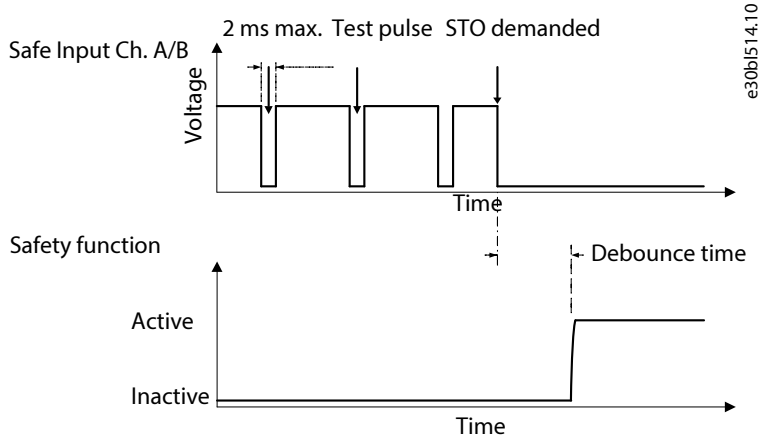 2 ms max. Test pulse STO demanded
Safe Input Ch. A/B
Voltage
Time
Safety function
Debounce time
Active
Inactive
Time
e30bl514.10